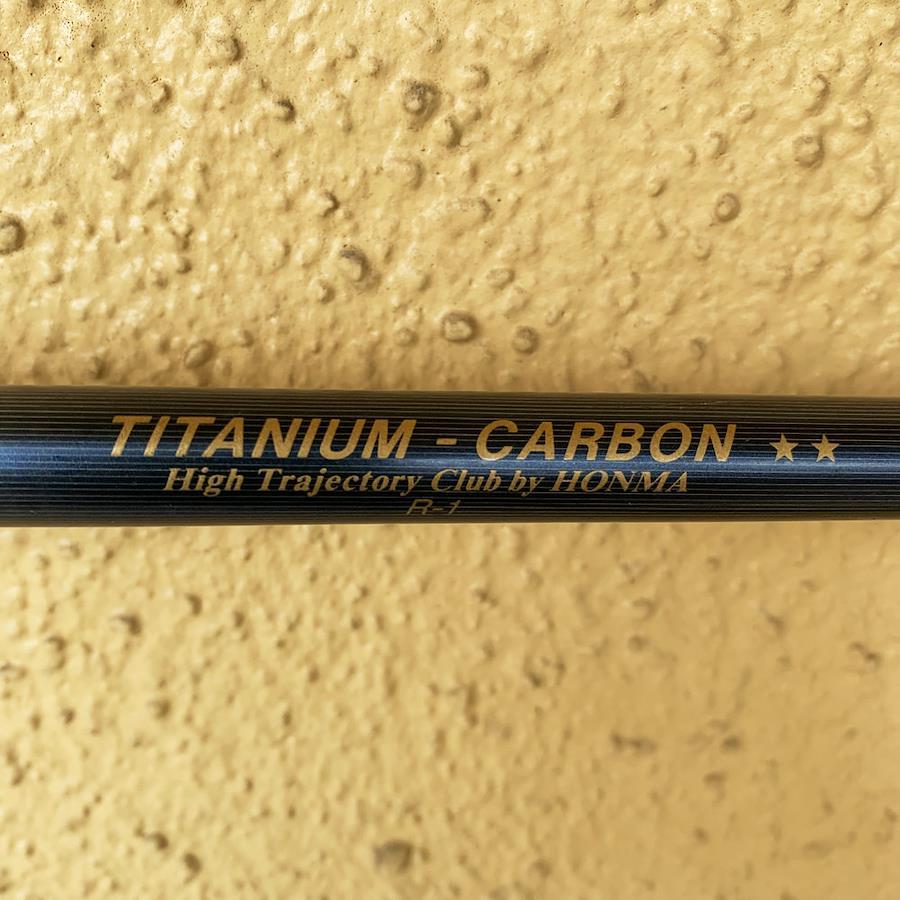 TITANIUM - CARBON ★★
High Trajectory Club by HONMA
R-1